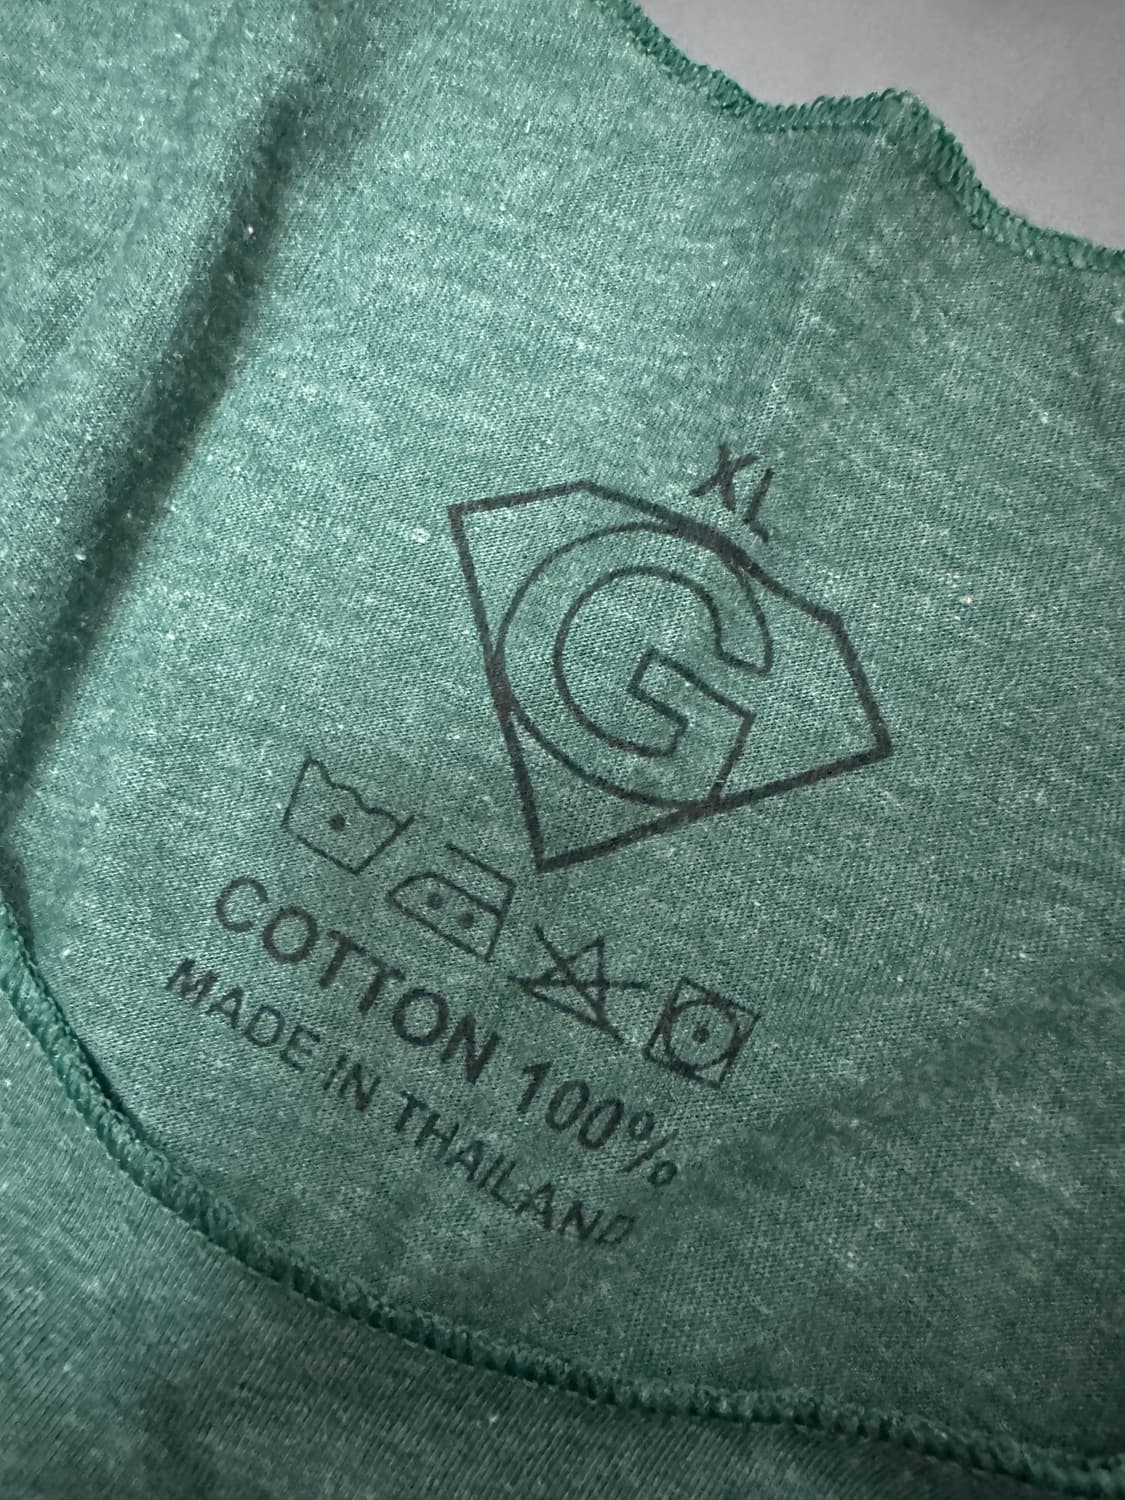 XL
G
COTTON 100%
MADE IN THAILAND